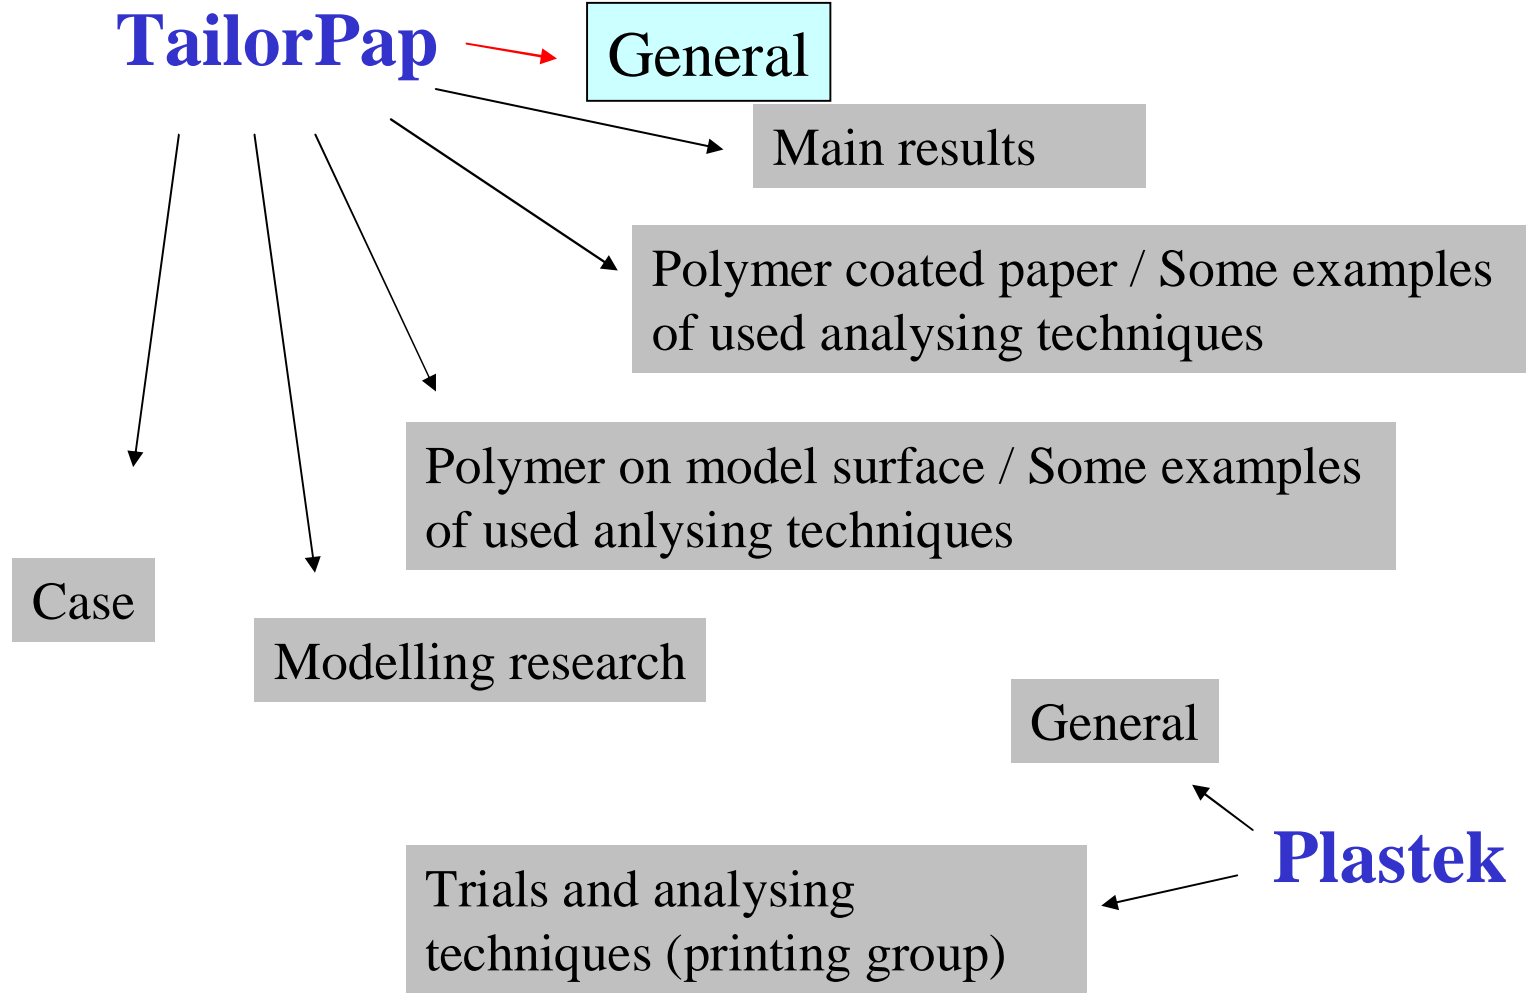 TailorPap
General
Main results
Polymer coated paper / Some examples
of used analysing techniques
Polymer on model surface / Some examples
of used anlysing techniques
Case
Modelling research
General
Plastek
Trials and analysing
techniques (printing group)